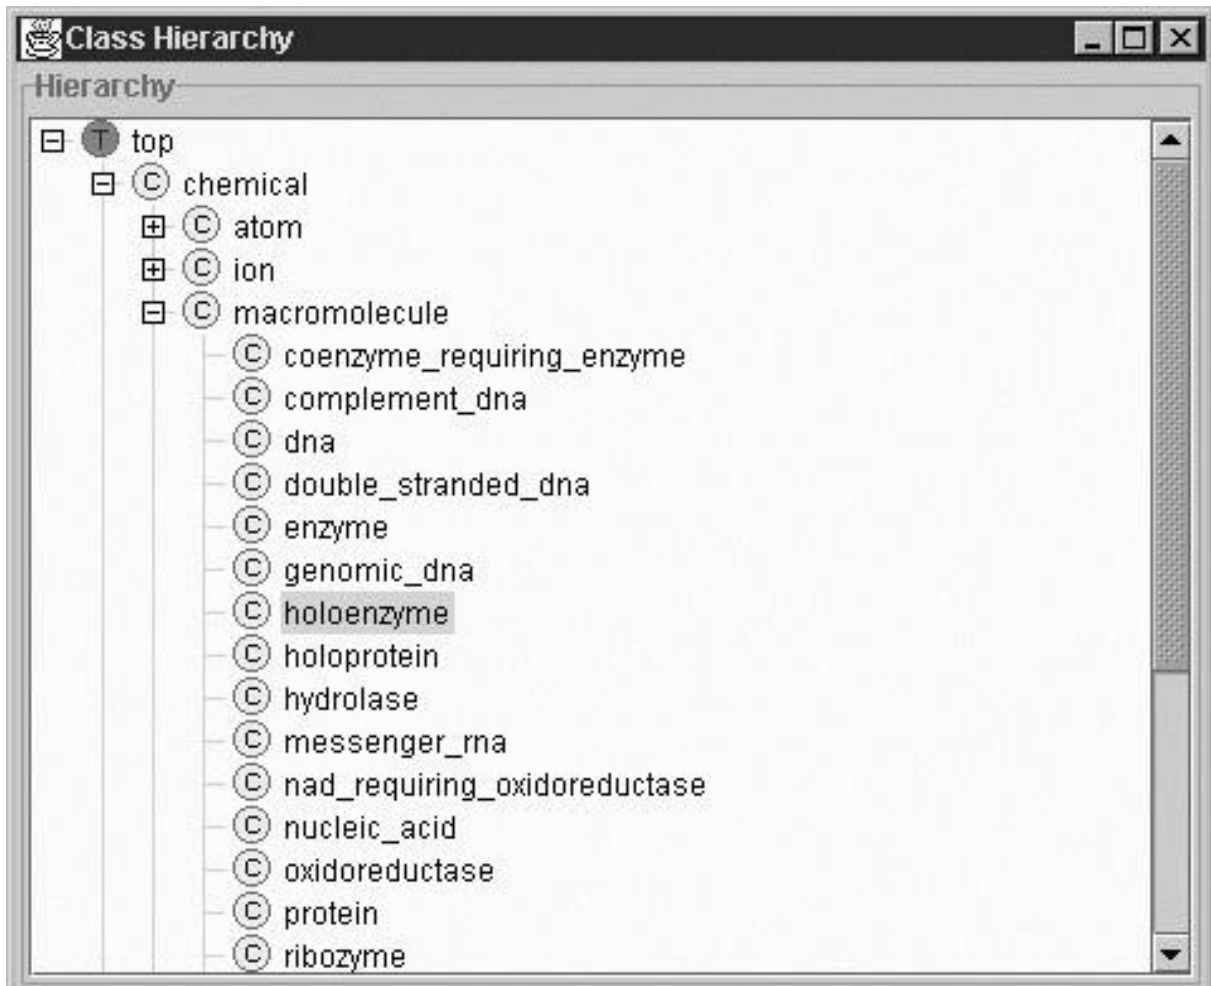 Class Hierarchy
Hierarchy
T top
C chemical
C atom
C ion
C macromolecule
C coenzyme_requiring_enzyme
C complement_dna
C dna
C double_stranded_dna
C enzyme
C genomic_dna
C holoenzyme
C holoprotein
C hydrolase
C messenger_rna
C nad_requiring_oxidoreductase
C nucleic_acid
C oxidoreductase
C protein
C ribozyme